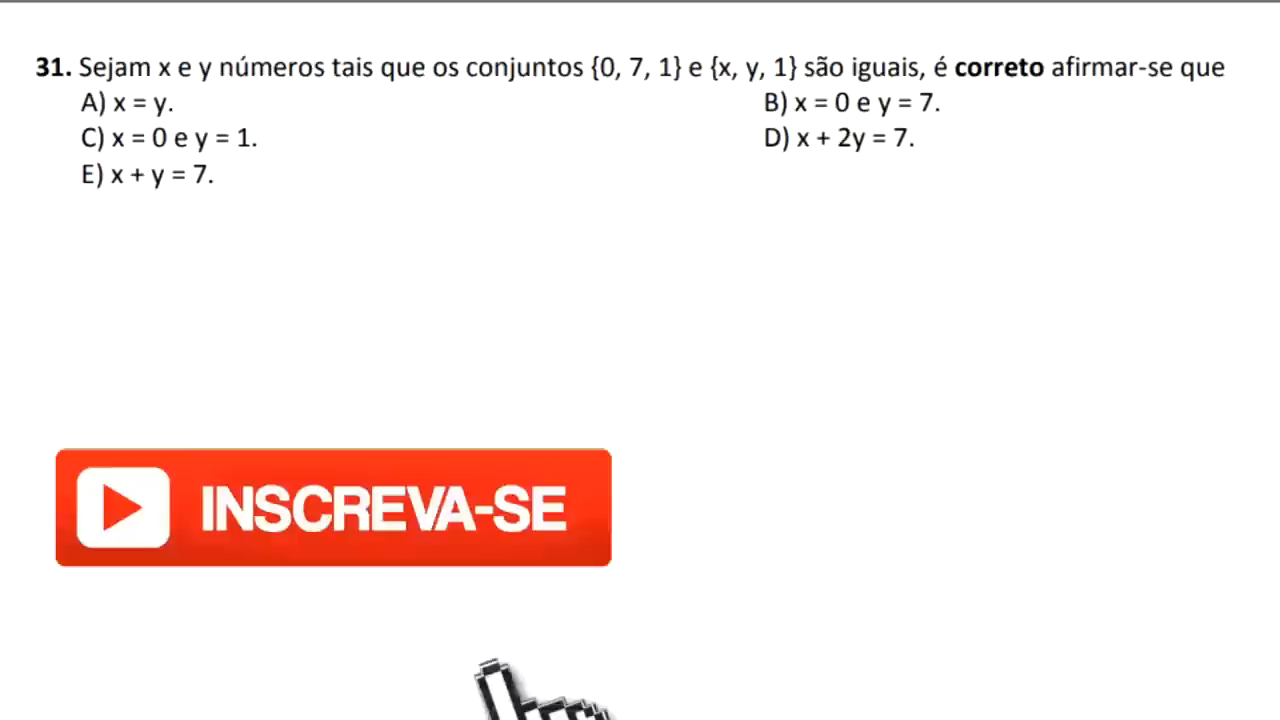 31. Sejam x e y números tais que os conjuntos {0, 7, 1} e {x, y, 1} são iguais, é correto afirmar-se que
A) x = y. B) x = 0 e y = 7.
C) x = 0 e y = 1. D) x + 2y = 7.
E) x + y = 7.
INSCREVA-SE